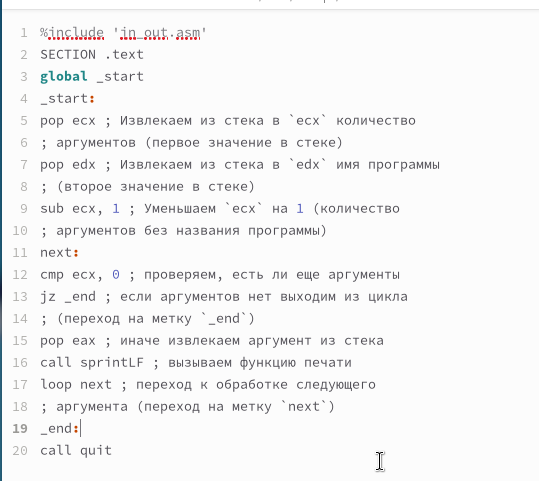 1 %include 'in_out.asm'
2 SECTION .text
3 global _start
4 _start:
5 pop ecx ; Извлекаем из стека в `ecx` количество
6 ; аргументов (первое значение в стеке)
7 pop edx ; Извлекаем из стека в `edx` имя программы
8 ; (второе значение в стеке)
9 sub ecx, 1 ; Уменьшаем `ecx` на 1 (количество
10 ; аргументов без названия программы)
11 next:
12 cmp ecx, 0 ; проверяем, есть ли еще аргументы
13 jz _end ; если аргументов нет выходим из цикла
14 ; (переход на метку `_end`)
15 pop eax ; иначе извлекаем аргумент из стека
16 call sprintLF ; вызываем функцию печати
17 loop next ; переход к обработке следующего
18 ; аргумента (переход на метку `next`)
19 _end:
20 call quit